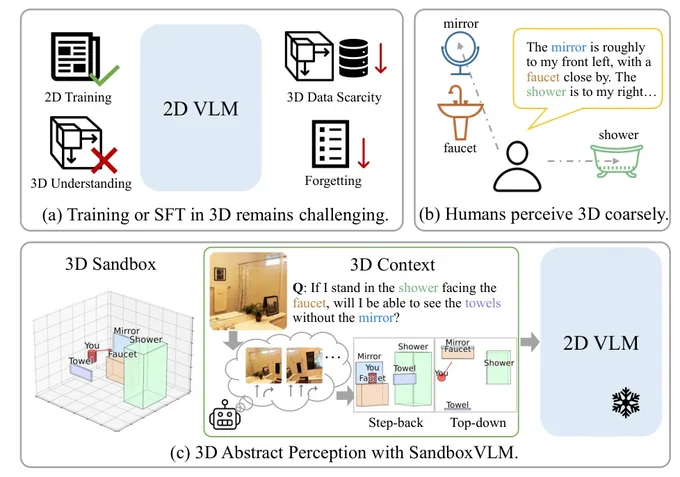 2D Training
3D Understanding
2D VLM
3D Data Scarcity
Forgetting
(a) Training or SFT in 3D remains challenging.
mirror
faucet
The mirror is roughly
to my front left, with a
faucet close by. The
shower is to my right…
shower
(b) Humans perceive 3D coarsely.
3D Sandbox
Mirror
Shower
You
Faucet
Towel
3D Context
Q: If I stand in the shower facing the
faucet, will I be able to see the towels
without the mirror?
...
Mirror
Shower
You
Towel
Faucet
Step-back
Mirror
Faucet
You
Shower
Towel
Top-down
2D VLM
(c) 3D Abstract Perception with SandboxVLM.